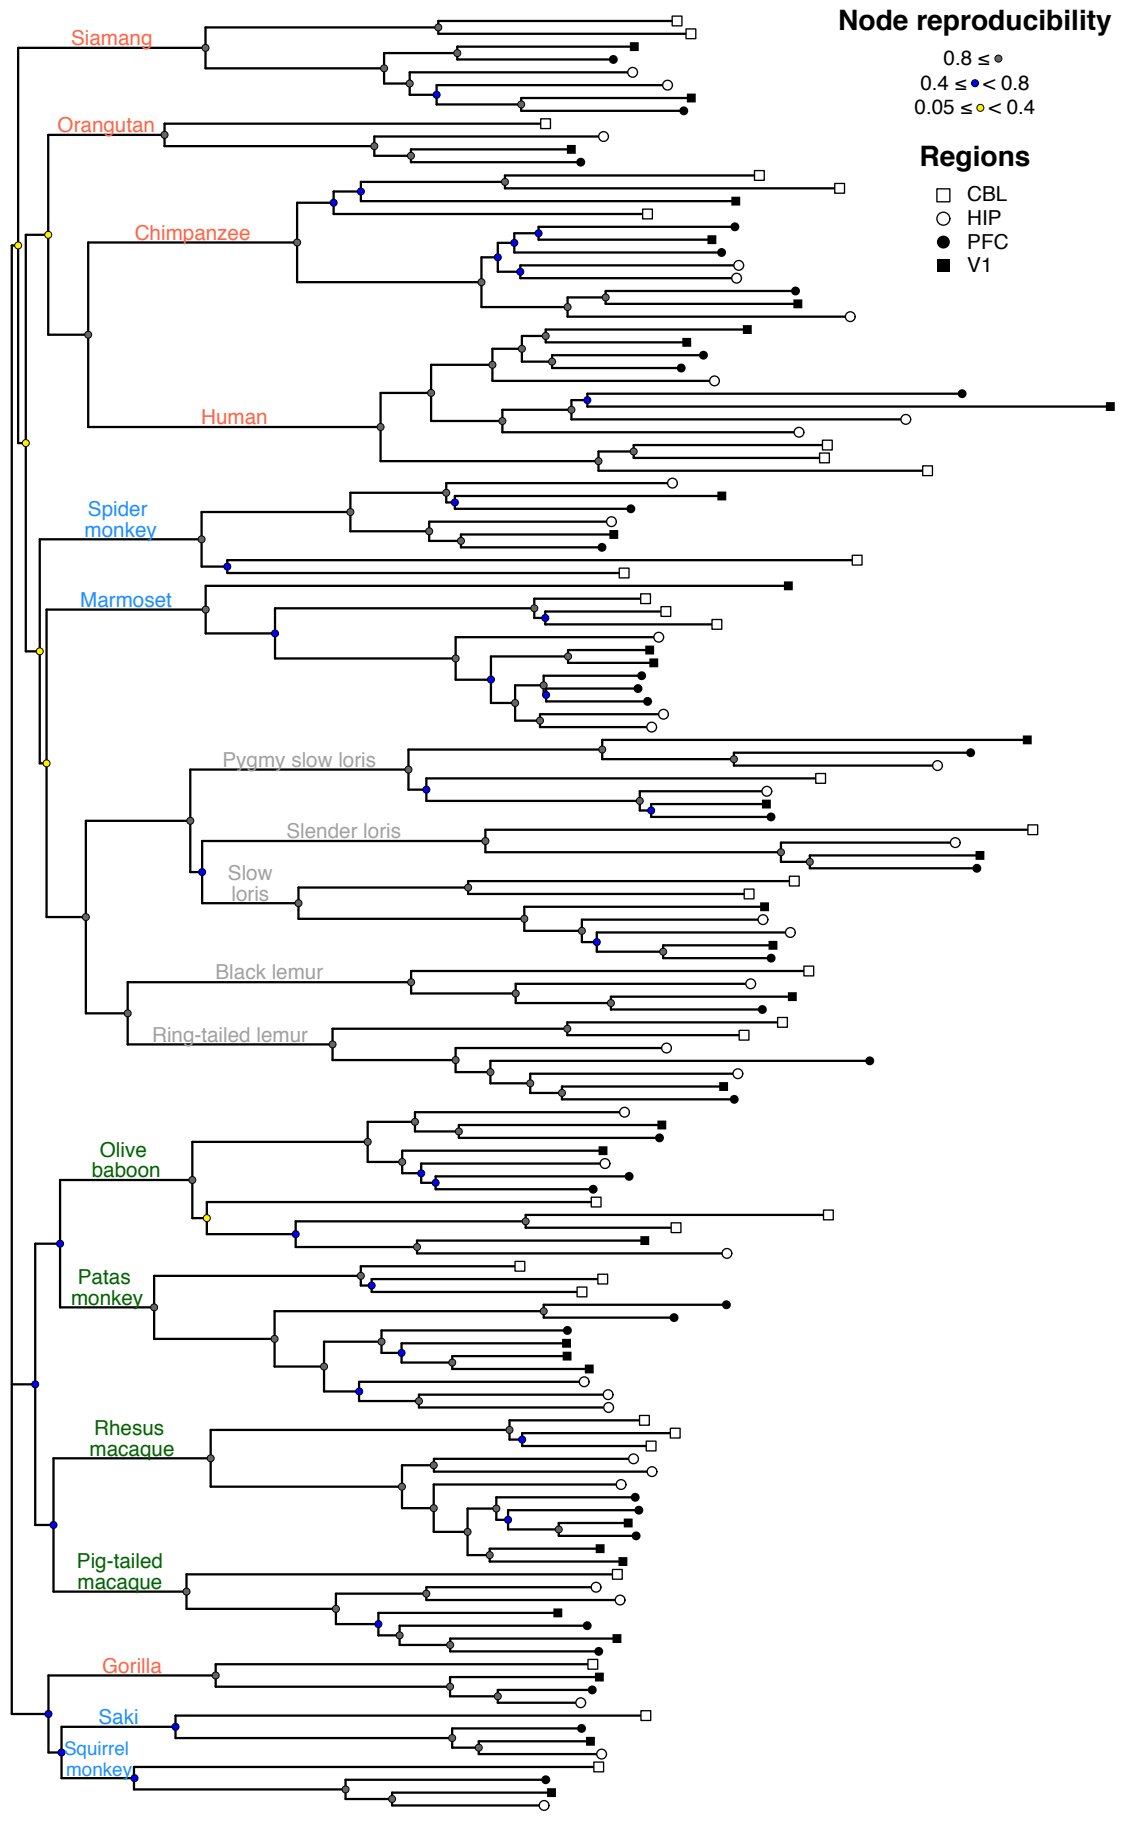 Node reproducibility
0.8 ≤
0.4 ≤ < 0.8
0.05 ≤ < 0.4
Regions
CBL
HIP
PFC
V1
Siamang
Orangutan
Chimpanzee
Human
Spider
monkey
Marmoset
Pygmy slow loris
Slender loris
Slow
loris
Black lemur
Ring-tailed lemur
Olive
baboon
Patas
monkey
Rhesus
macaque
Pig-tailed
macaque
Gorilla
Saki
Squirrel
monkey